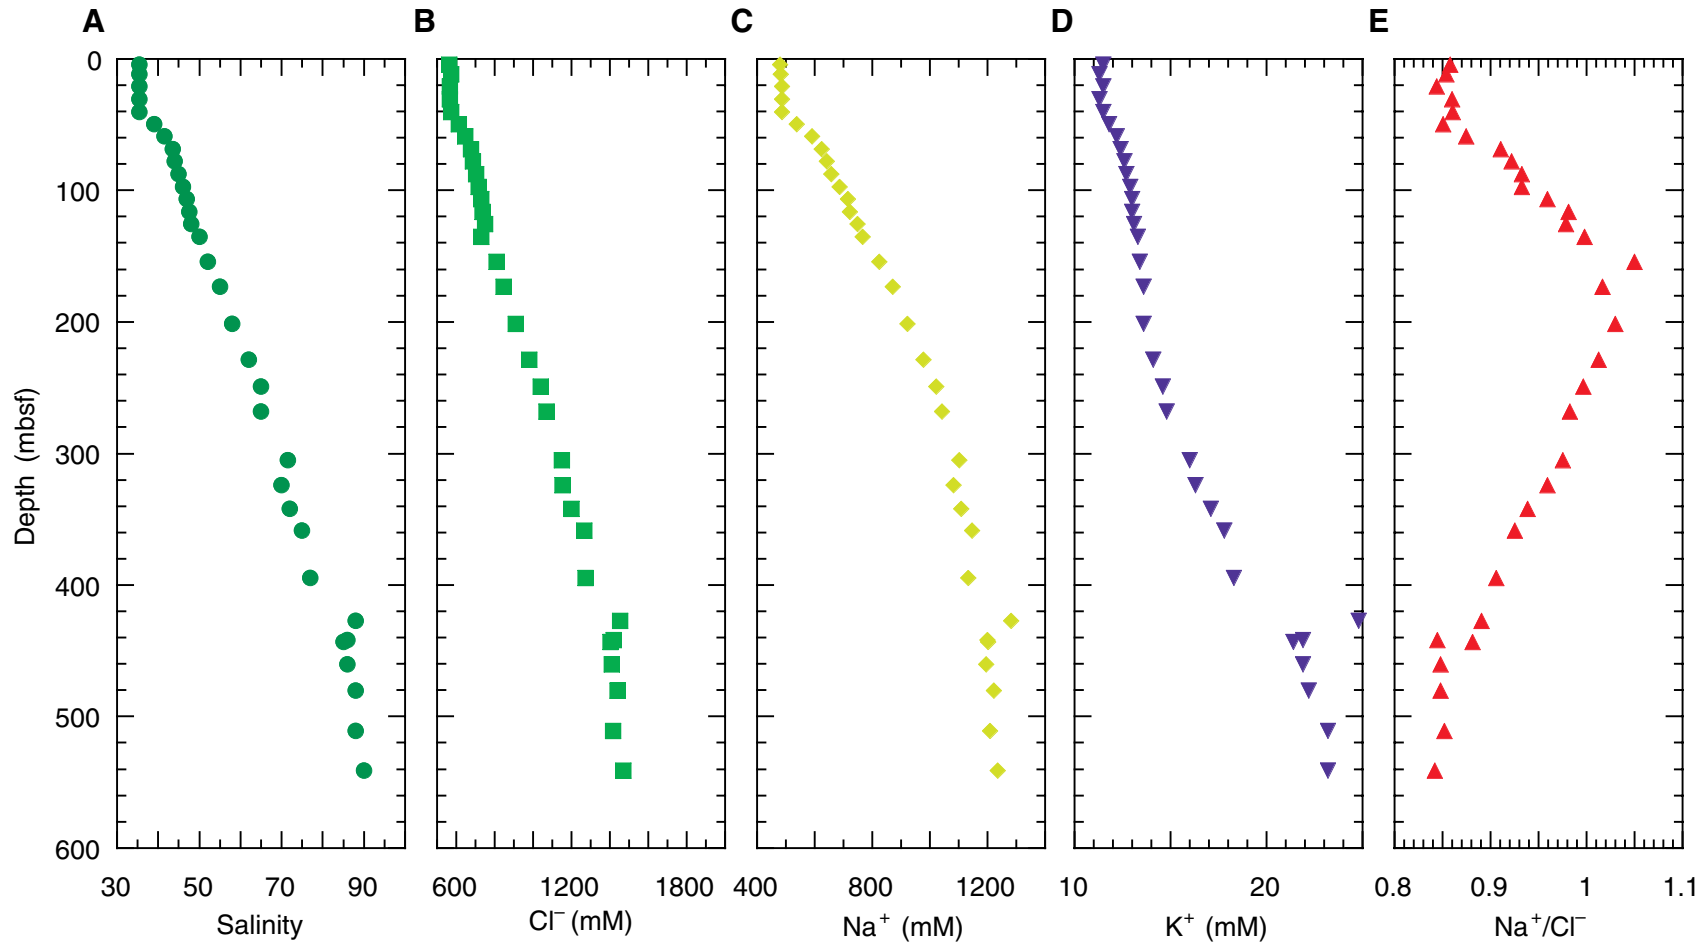 A B C D E
0
100
200
300
400
500
600
Depth (mbsf)
30 50 70 90 600 1200 1800 400 800 1200 10 20 0.8 0.9 1 1.1
Salinity Cl⁻ (mM) Na⁺ (mM) K⁺ (mM) Na⁺/Cl⁻